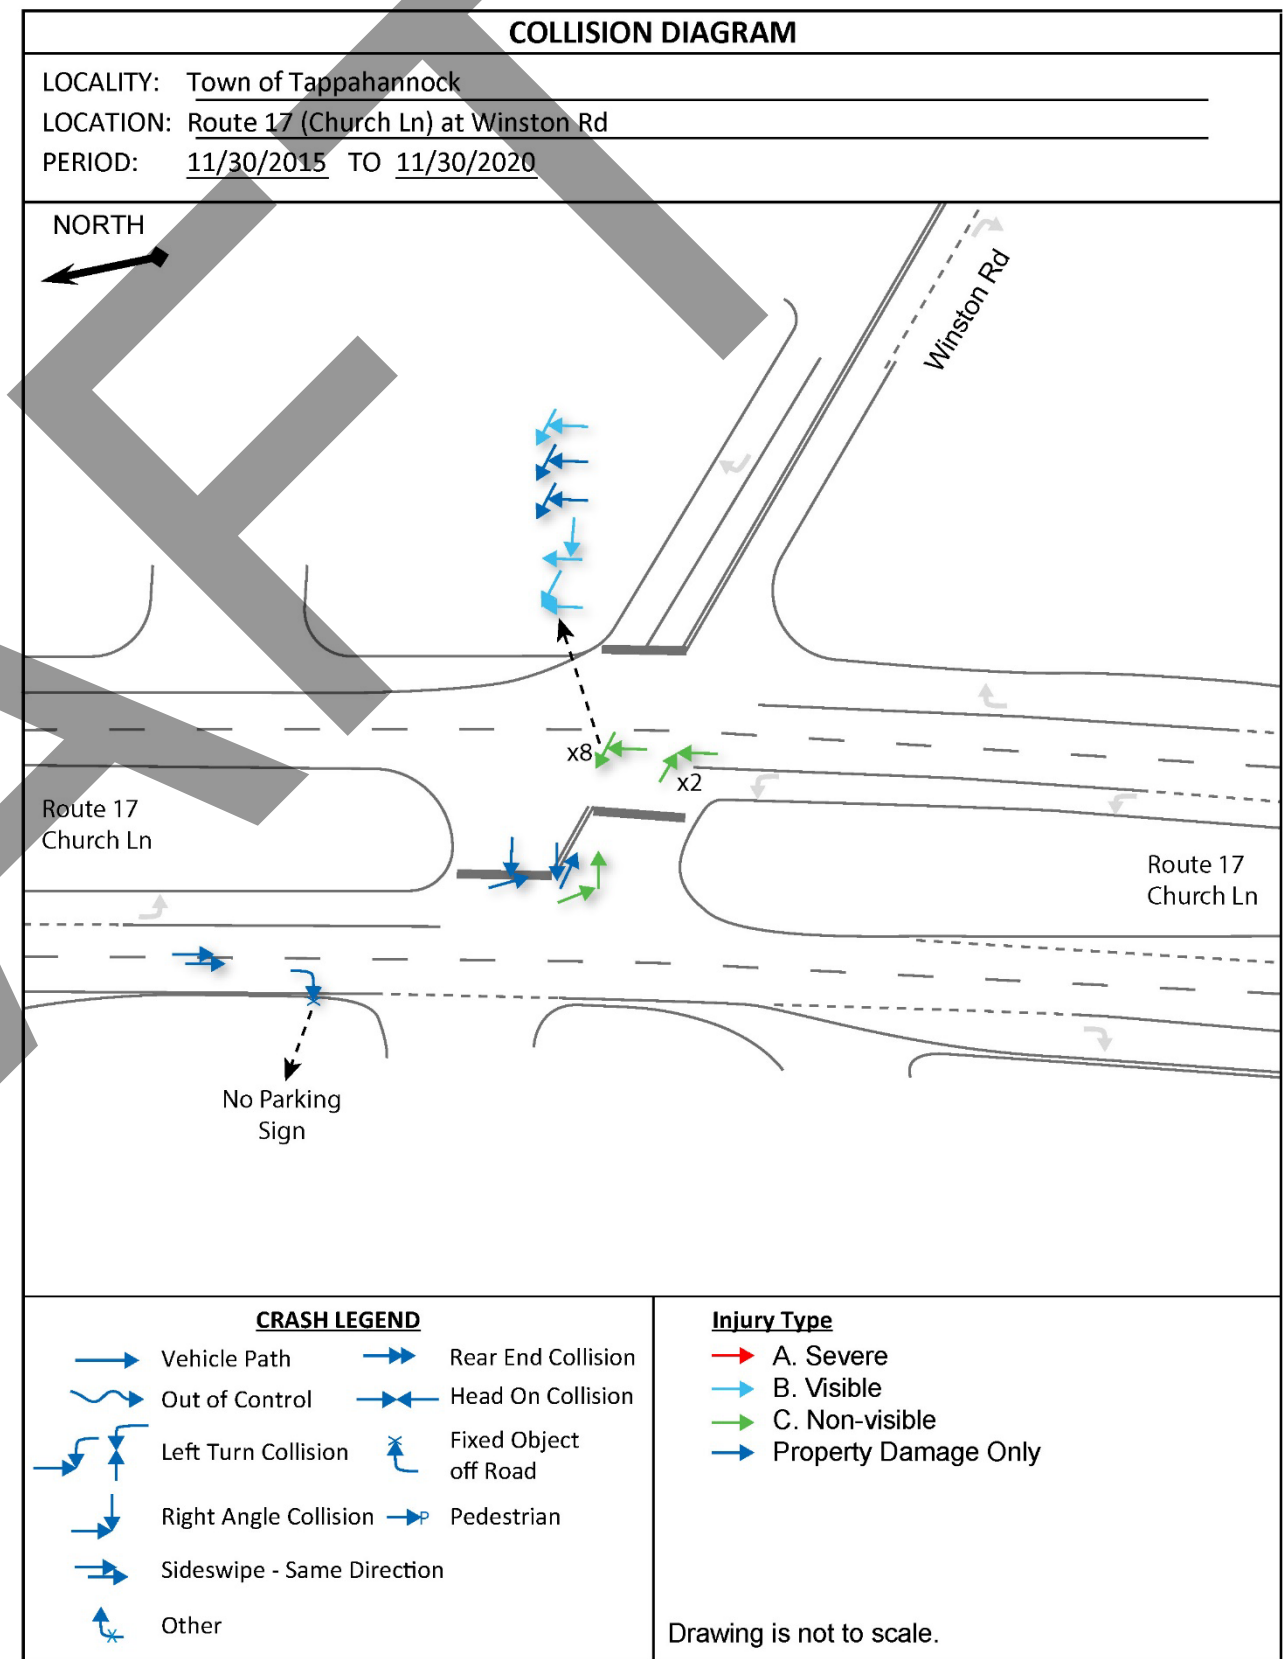 COLLISION DIAGRAM
LOCALITY: Town of Tappahannock
LOCATION: Route 17 (Church Ln) at Winston Rd
PERIOD: 11/30/2015 TO 11/30/2020
NORTH
Winston Rd
x8
x2
Route 17
Church Ln
Route 17
Church Ln
No Parking
Sign
CRASH LEGEND
Vehicle Path
Rear End Collision
Out of Control
Head On Collision
Left Turn Collision
Fixed Object
off Road
Right Angle Collision
P
Pedestrian
Sideswipe - Same Direction
Other
Injury Type
A. Severe
B. Visible
C. Non-visible
Property Damage Only
Drawing is not to scale.